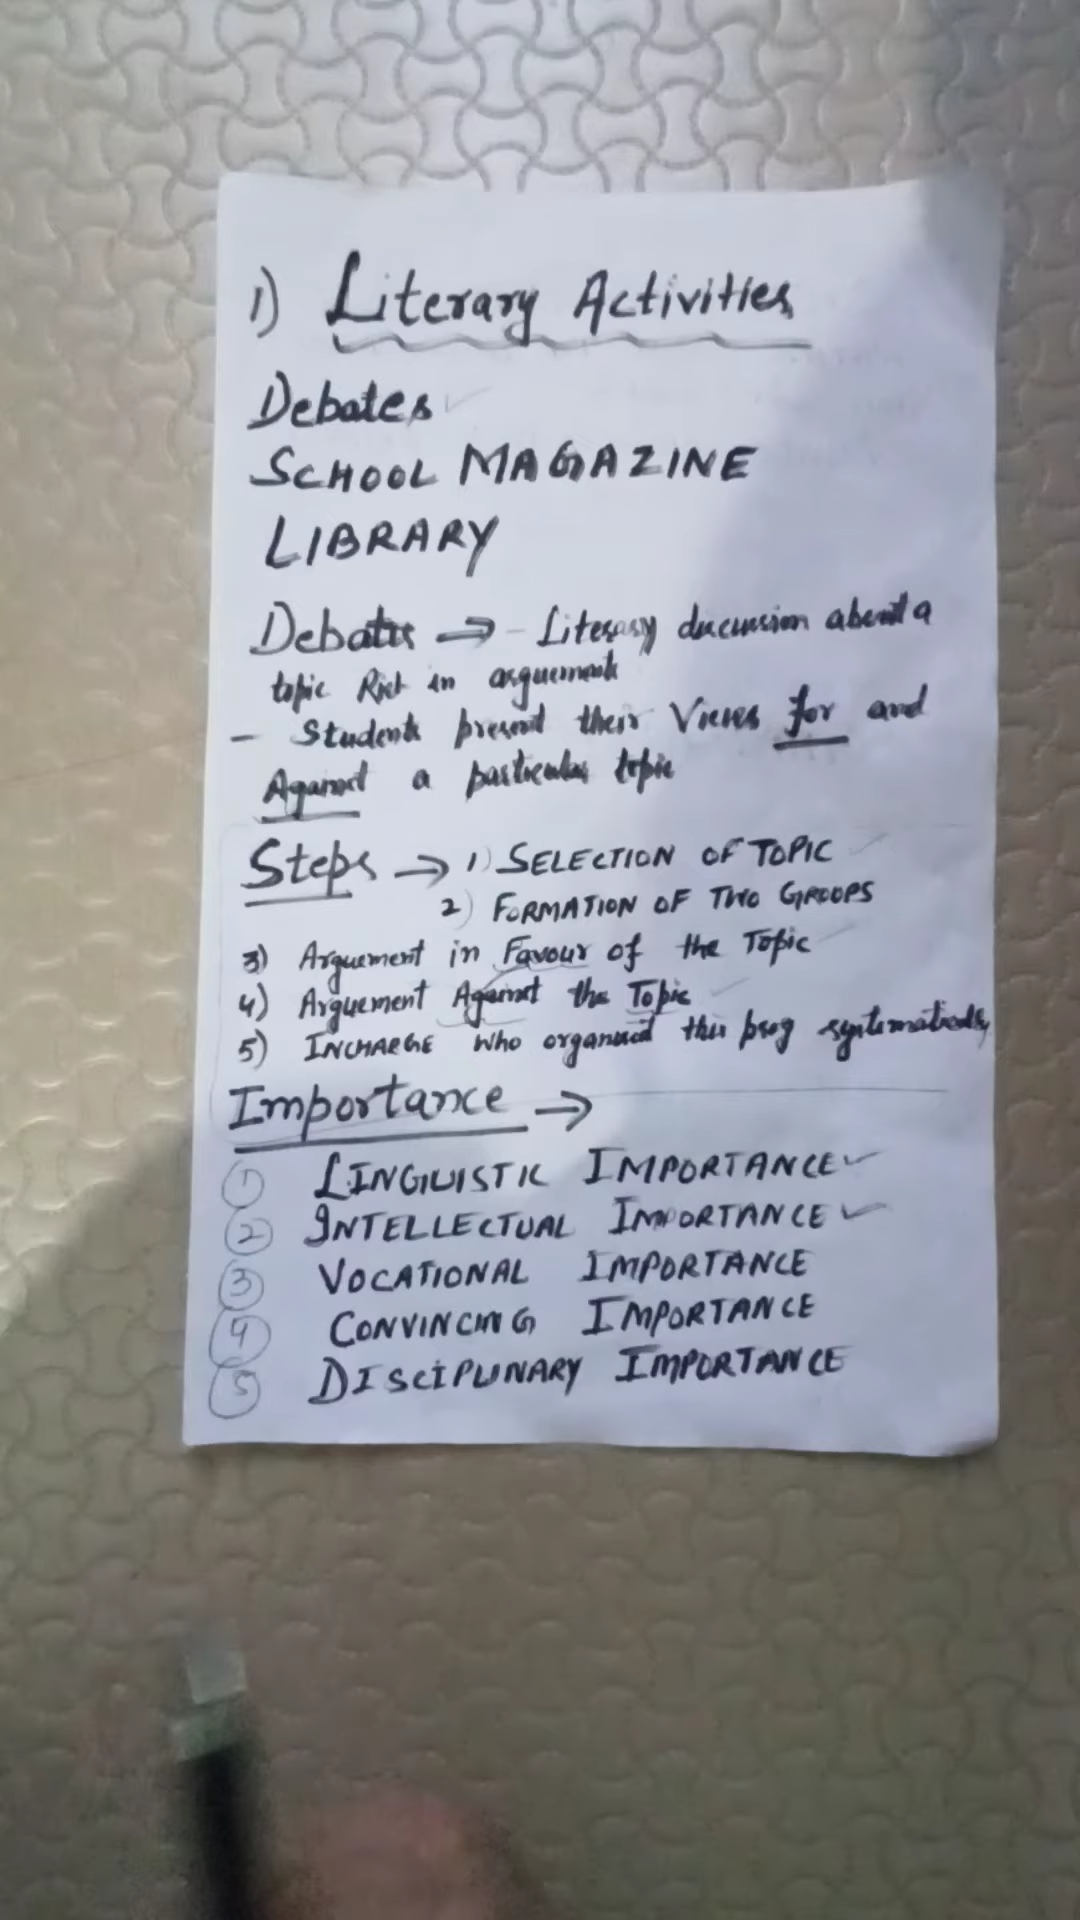 1) Literary Activities
Debates
SCHOOL MAGAZINE
LIBRARY
Debates → - Literary discussion about a
topic Rich in arguements
- Students present their Views for and
Against a particular topic
Steps → 1) SELECTION OF TOPIC
2) FORMATION OF TWO GROUPS
3) Arguement in Favour of the Topic
4) Arguement Against the Topic
5) INCHARGE who organised this prog systematically
Importance →
1 LINGUISTIC IMPORTANCE
2 INTELLECTUAL IMPORTANCE
3 VOCATIONAL IMPORTANCE
4 CONVINCING IMPORTANCE
5 DISCIPLINARY IMPORTANCE